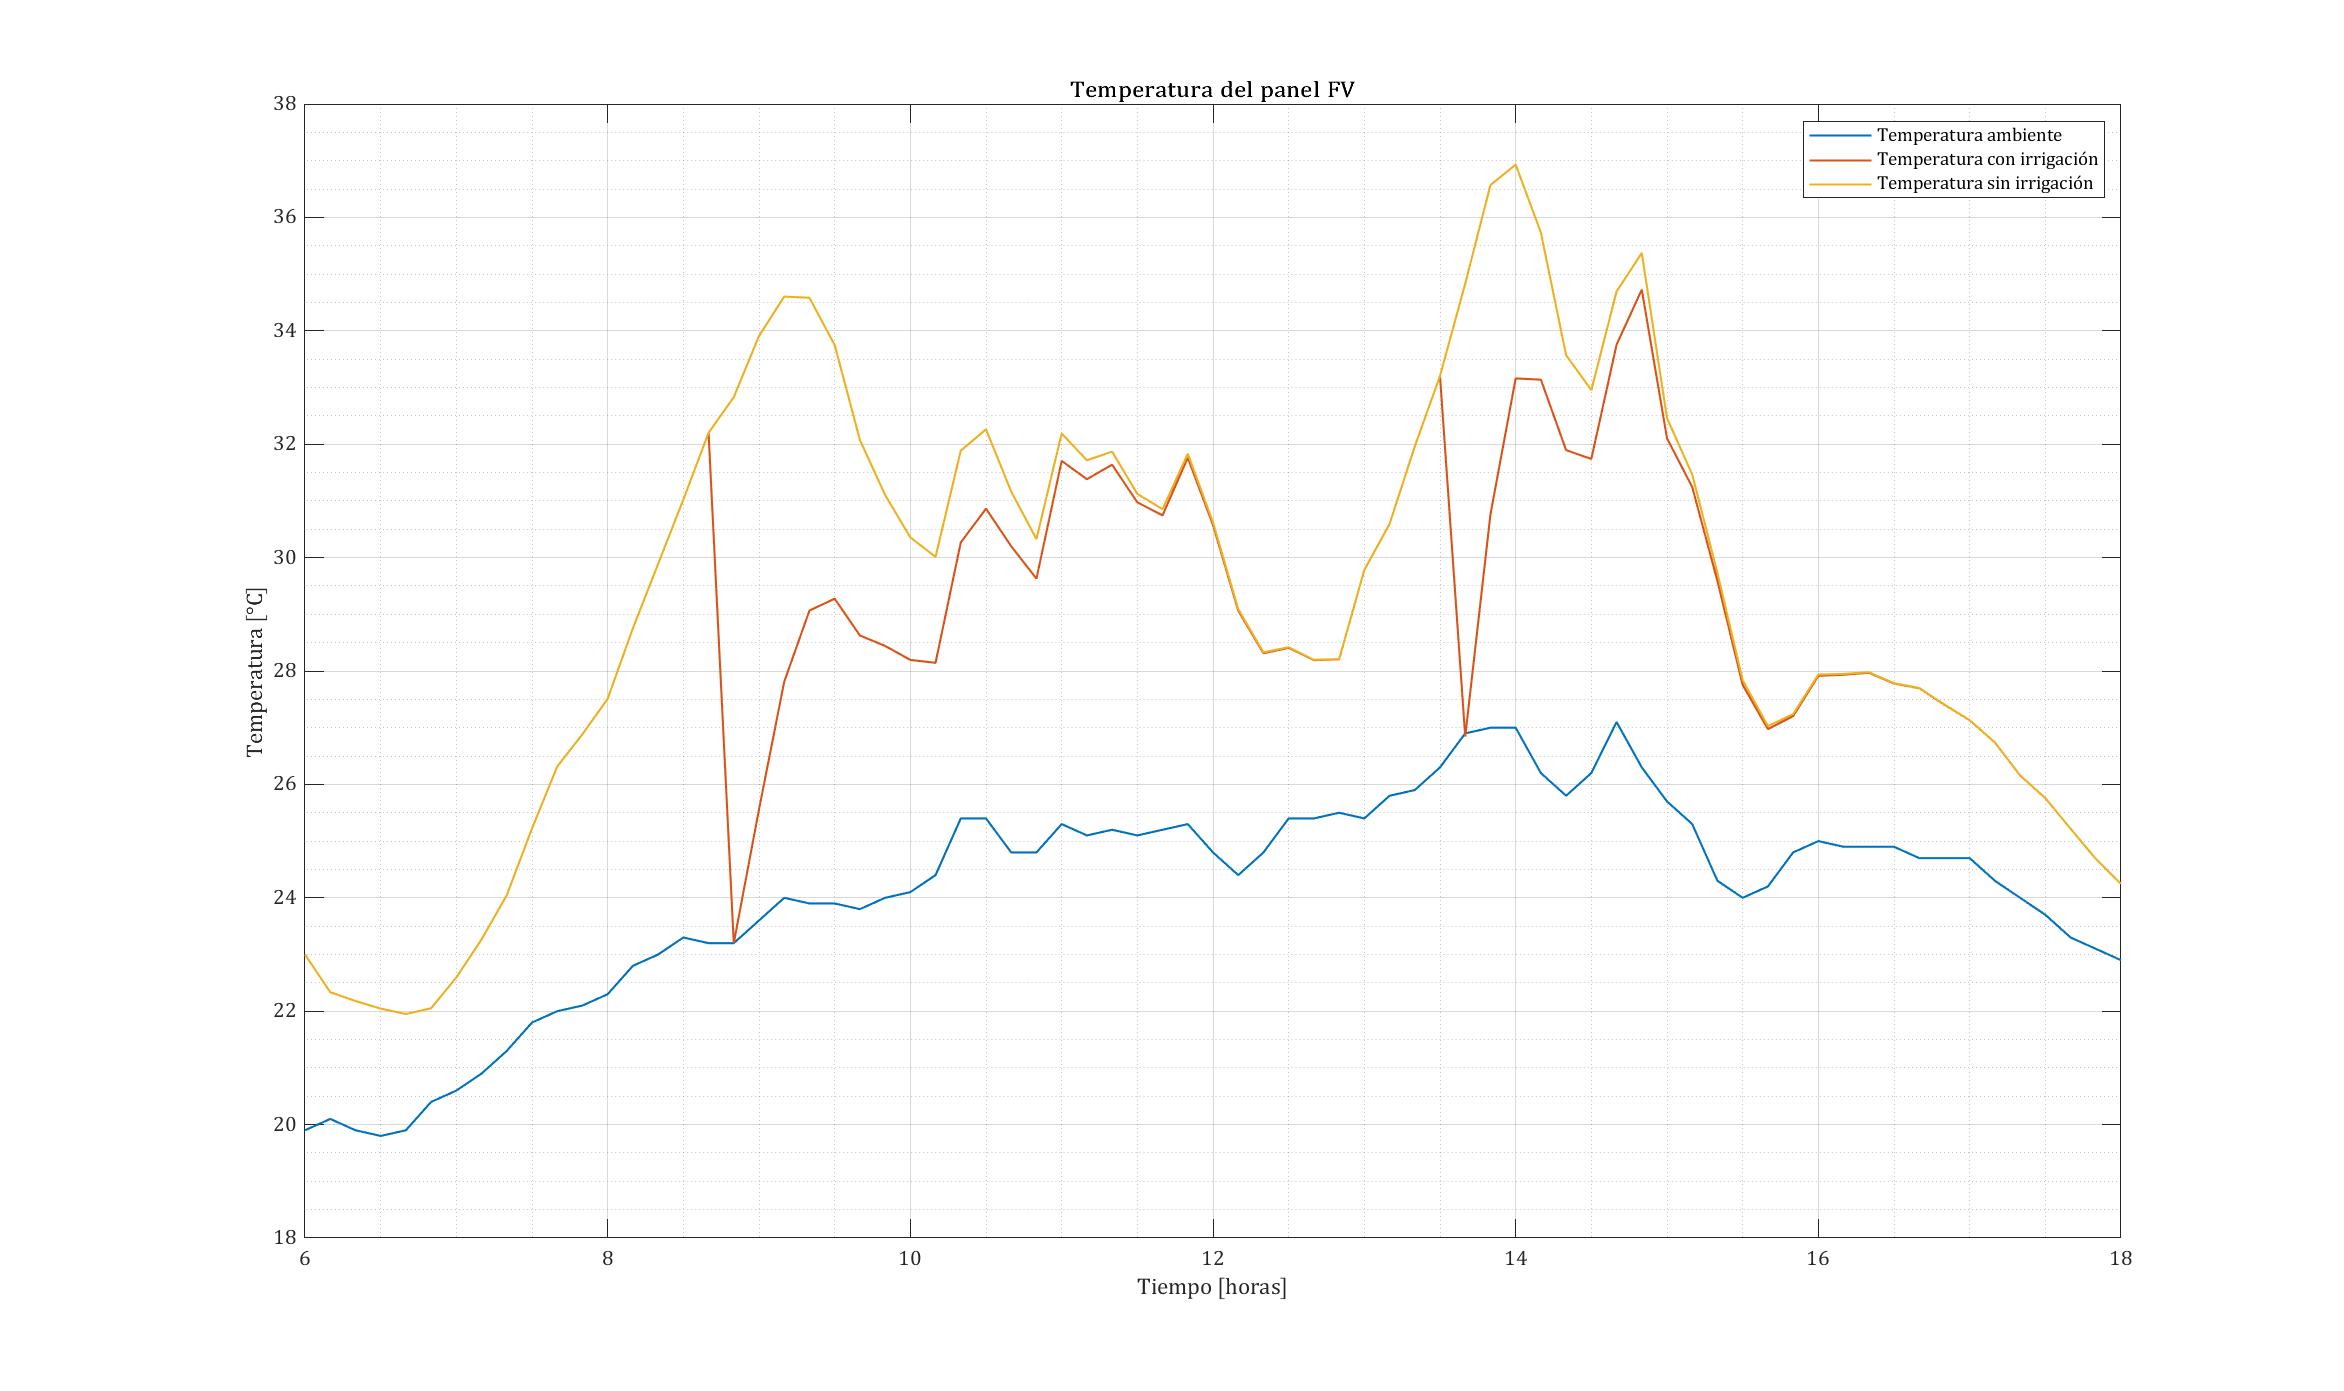 Temperatura del panel FV
Temperatura ambiente
Temperatura con irrigación
Temperatura sin irrigación
38
36
34
32
30
28
26
24
22
20
18
Temperatura [°C]
6 8 10 12 14 16 18
Tiempo [horas]